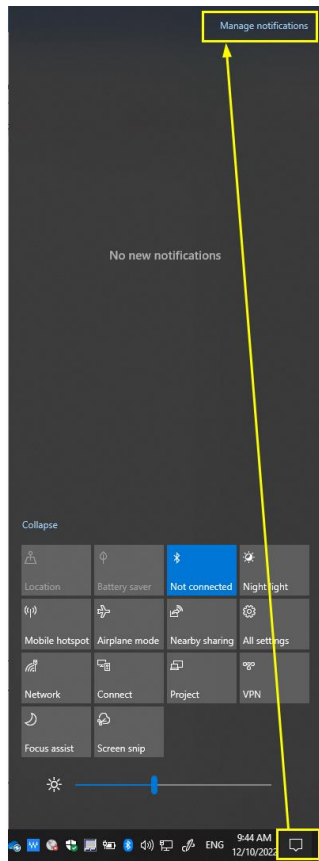 Manage notifications
No new notifications
Collapse
Location
Battery saver
Not connected
Night light
Mobile hotspot
Airplane mode
Nearby sharing
All settings
Network
Connect
Project
VPN
Focus assist
Screen snip
W
ENG
9:44 AM
12/10/2022